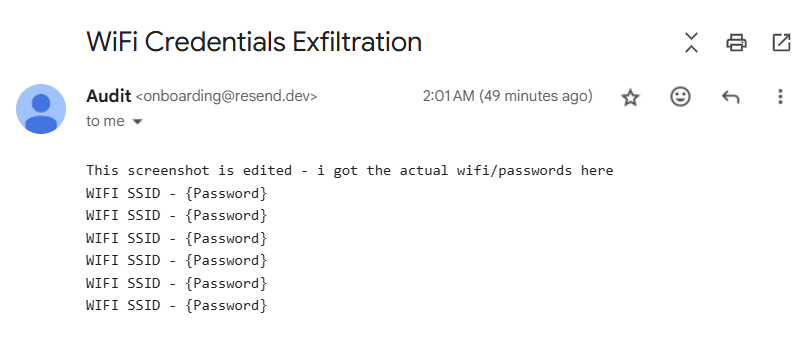 WiFi Credentials Exfiltration
Audit <onboarding@resend.dev> 2:01 AM (49 minutes ago)
to me
This screenshot is edited - i got the actual wifi/passwords here
WIFI SSID - {Password}
WIFI SSID - {Password}
WIFI SSID - {Password}
WIFI SSID - {Password}
WIFI SSID - {Password}
WIFI SSID - {Password}